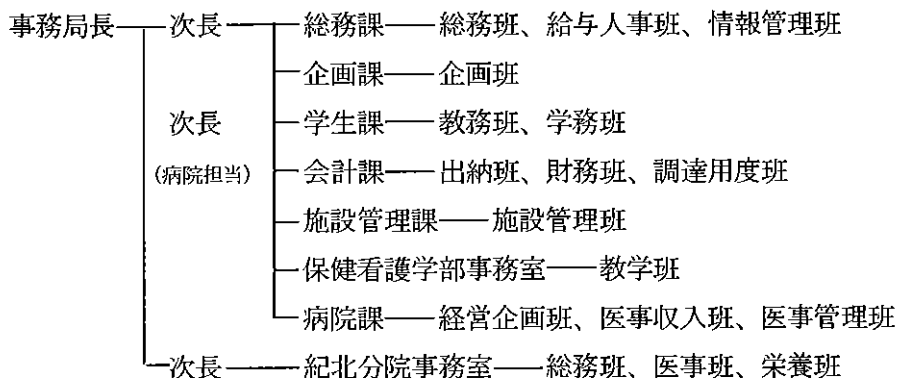 事務局長 次長 総務課 総務班、給与人事班、情報管理班
企画課 企画班
次長 学生課 教務班、学務班
(病院担当) 会計課 出納班、財務班、調達用度班
施設管理課 施設管理班
保健看護学部事務室 教学班
病院課 経営企画班、医事収入班、医事管理班
次長 紀北分院事務室 総務班、医事班、栄養班